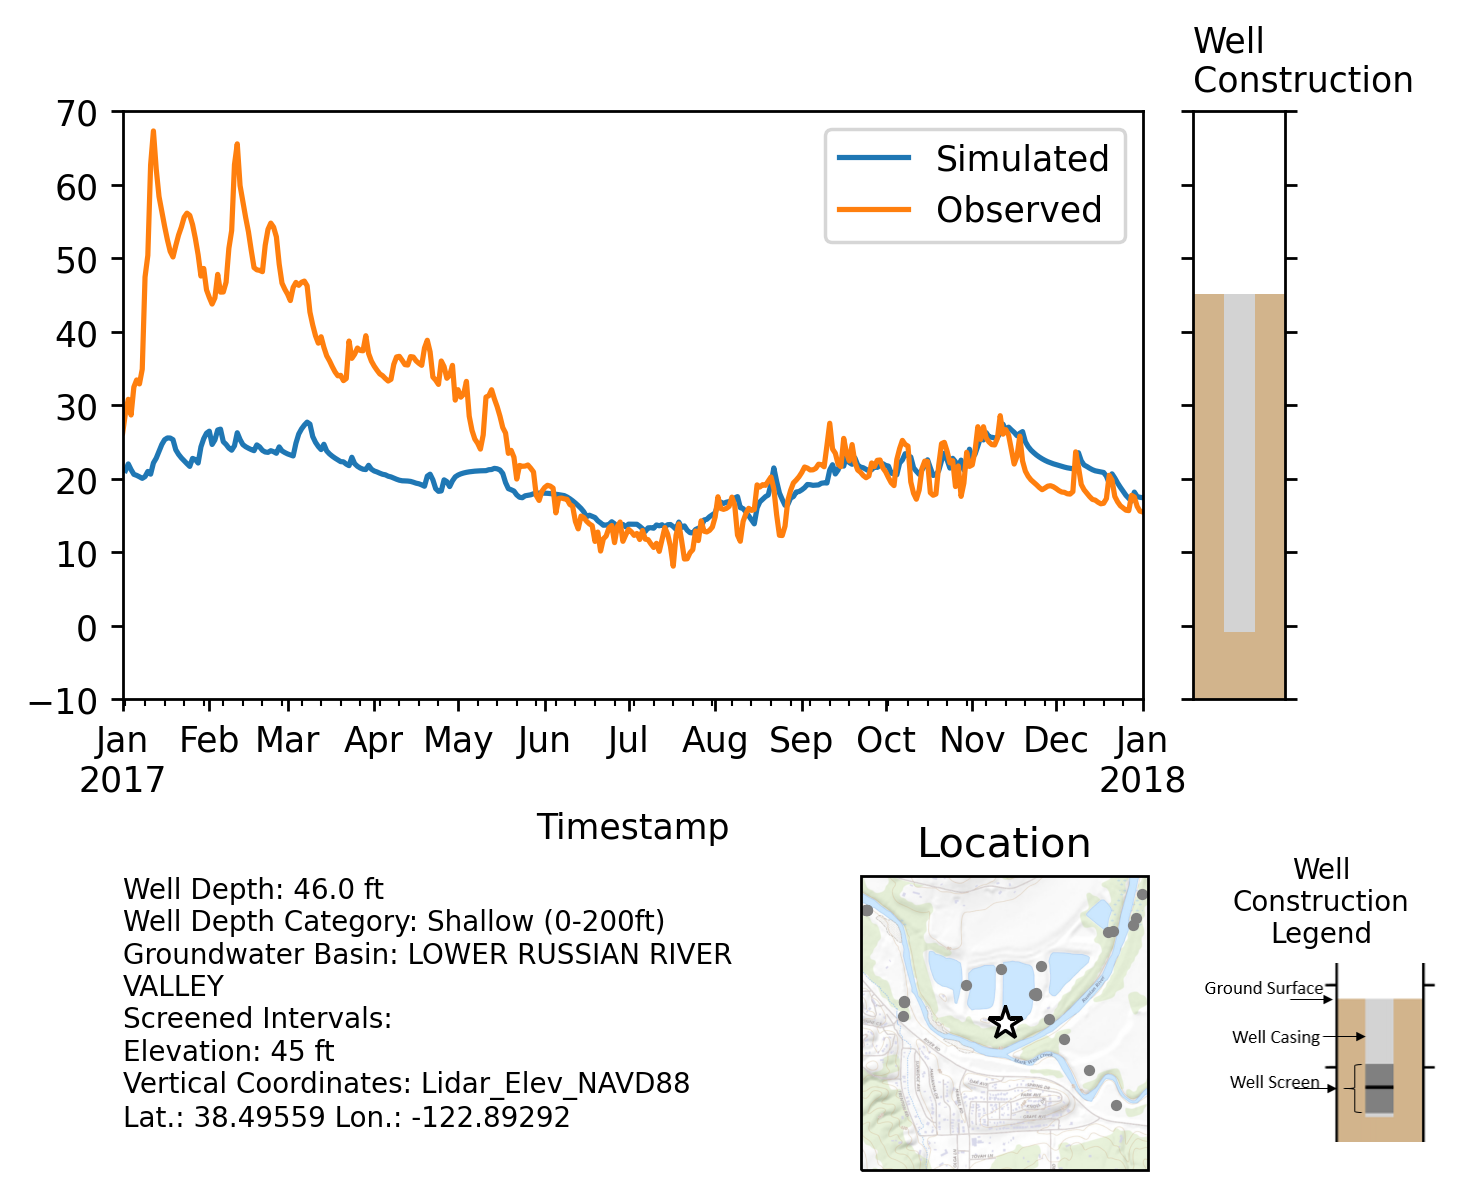 Well
Construction
70
60
50
40
30
20
10
0
−10
Simulated
Observed
Jan Feb Mar Apr May Jun Jul Aug Sep Oct Nov Dec Jan
2017 2018
Timestamp
Well Depth: 46.0 ft
Well Depth Category: Shallow (0-200ft)
Groundwater Basin: LOWER RUSSIAN RIVER
VALLEY
Screened Intervals:
Elevation: 45 ft
Vertical Coordinates: Lidar_Elev_NAVD88
Lat.: 38.49559 Lon.: -122.89292
Location
Well
Construction
Legend
Ground Surface
Well Casing
Well Screen